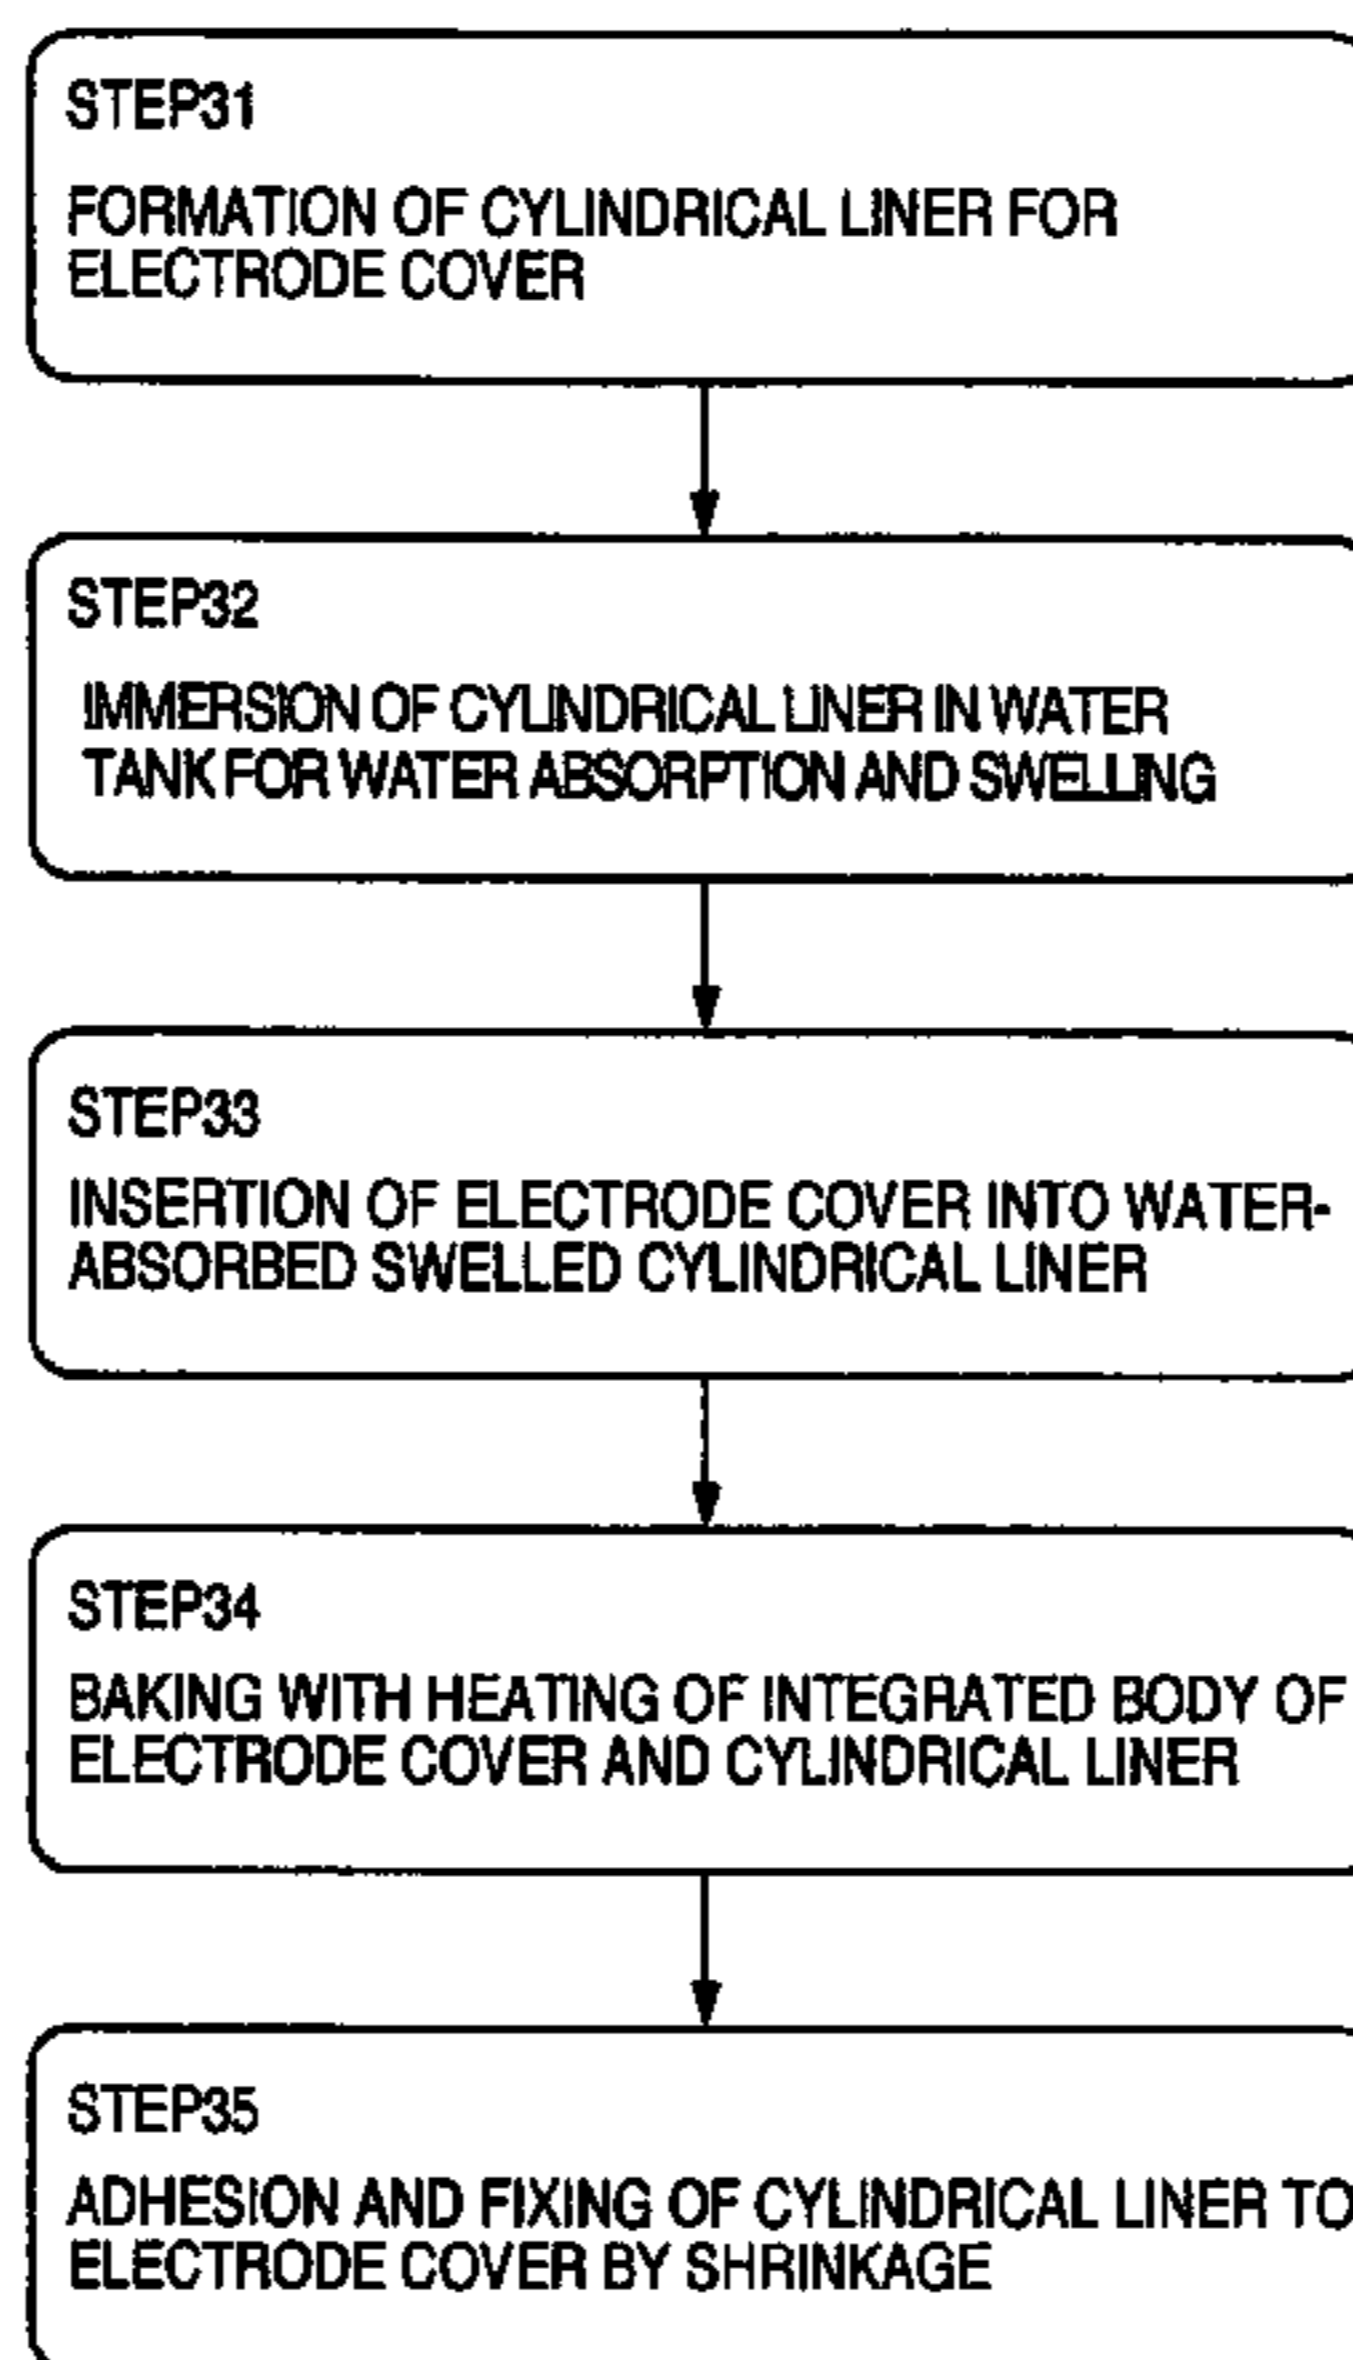 STEP31
FORMATION OF CYLINDRICAL LINER FOR
ELECTRODE COVER
STEP32
IMMERSION OF CYLINDRICAL LINER IN WATER
TANK FOR WATER ABSORPTION AND SWELLING
STEP33
INSERTION OF ELECTRODE COVER INTO WATER-
ABSORBED SWELLED CYLINDRICAL LINER
STEP34
BAKING WITH HEATING OF INTEGRATED BODY OF
ELECTRODE COVER AND CYLINDRICAL LINER
STEP35
ADHESION AND FIXING OF CYLINDRICAL LINER TO
ELECTRODE COVER BY SHRINKAGE